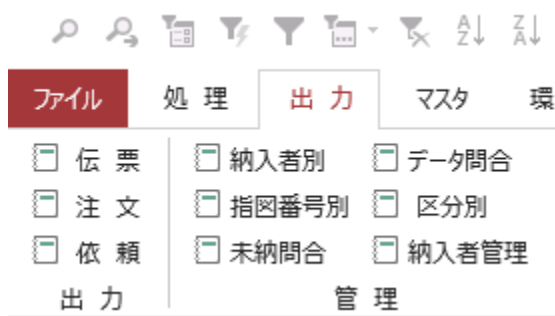 ファイル 処 理 出 力 マスタ 環
伝 票 納入者別 データ問合
注 文 指図番号別 区分別
依 頼 未納問合 納入者管理
出 力 管 理